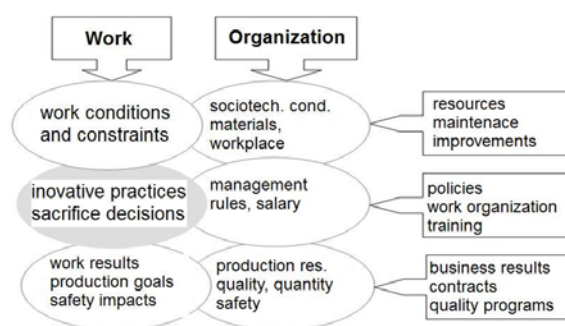 Work
Organization
work conditions
and constraints
sociotech. cond.
materials,
workplace
resources
maintenace
improvements
inovative practices
sacrifice decisions
management
rules, salary
policies
work organization
training
work results
production goals
safety impacts
production res.
quality, quantity
safety
business results
contracts
quality programs